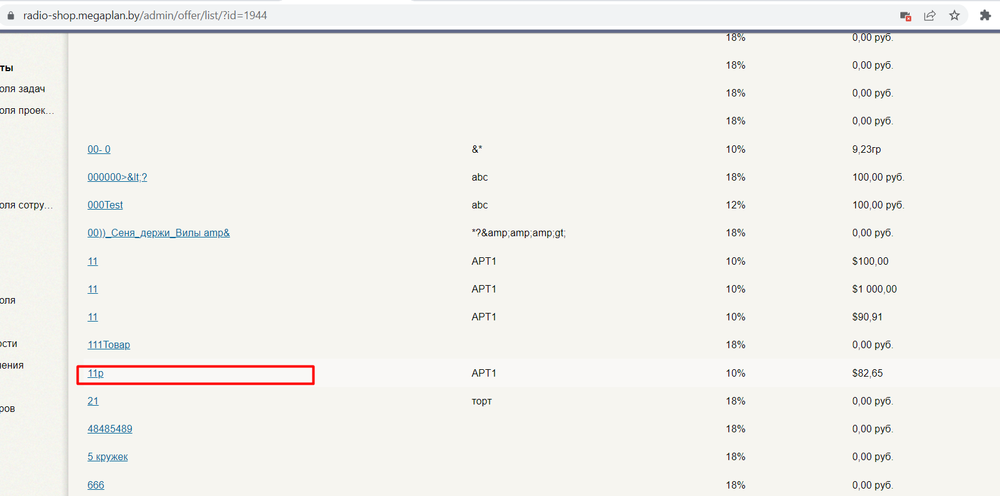 radio-shop.megaplan.by/admin/offer/list/?id=1944
18% 0,00 руб.
ты 18% 0,00 руб.
оля задач 18% 0,00 руб.
оля проек... 18% 0,00 руб.
00- 0 &* 10% 9,23гр
000000>&lt;? abc 18% 100,00 руб.
оля сотру... 000Test abc 12% 100,00 руб.
00))_Сеня_держи_Вилы amp& *?&amp;amp;amp;gt; 18% 0,00 руб.
11 АРТ1 10% $100,00
11 АРТ1 10% $1 000,00
оля
11 АРТ1 10% $90,91
ости 111Товар 18% 0,00 руб.
ения
11р АРТ1 10% $82,65
21 торт 18% 0,00 руб.
ров
48485489 18% 0,00 руб.
5 кружек 18% 0,00 руб.
666 18% 0,00 руб.